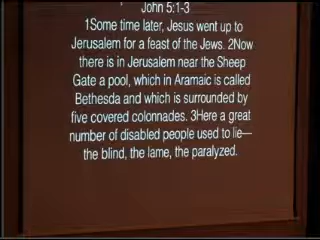 John 5:1-3
1Some time later, Jesus went up to
Jerusalem for a feast of the Jews. 2Now
there is in Jerusalem near the Sheep
Gate a pool, which in Aramaic is called
Bethesda and which is surrounded by
five covered colonnades. 3Here a great
number of disabled people used to lie—
the blind, the lame, the paralyzed.